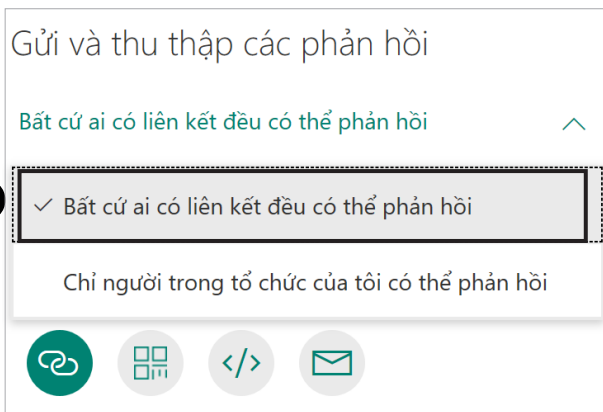 Gửi và thu thập các phản hồi
Bất cứ ai có liên kết đều có thể phản hồi
Bất cứ ai có liên kết đều có thể phản hồi
Chỉ người trong tổ chức của tôi có thể phản hồi